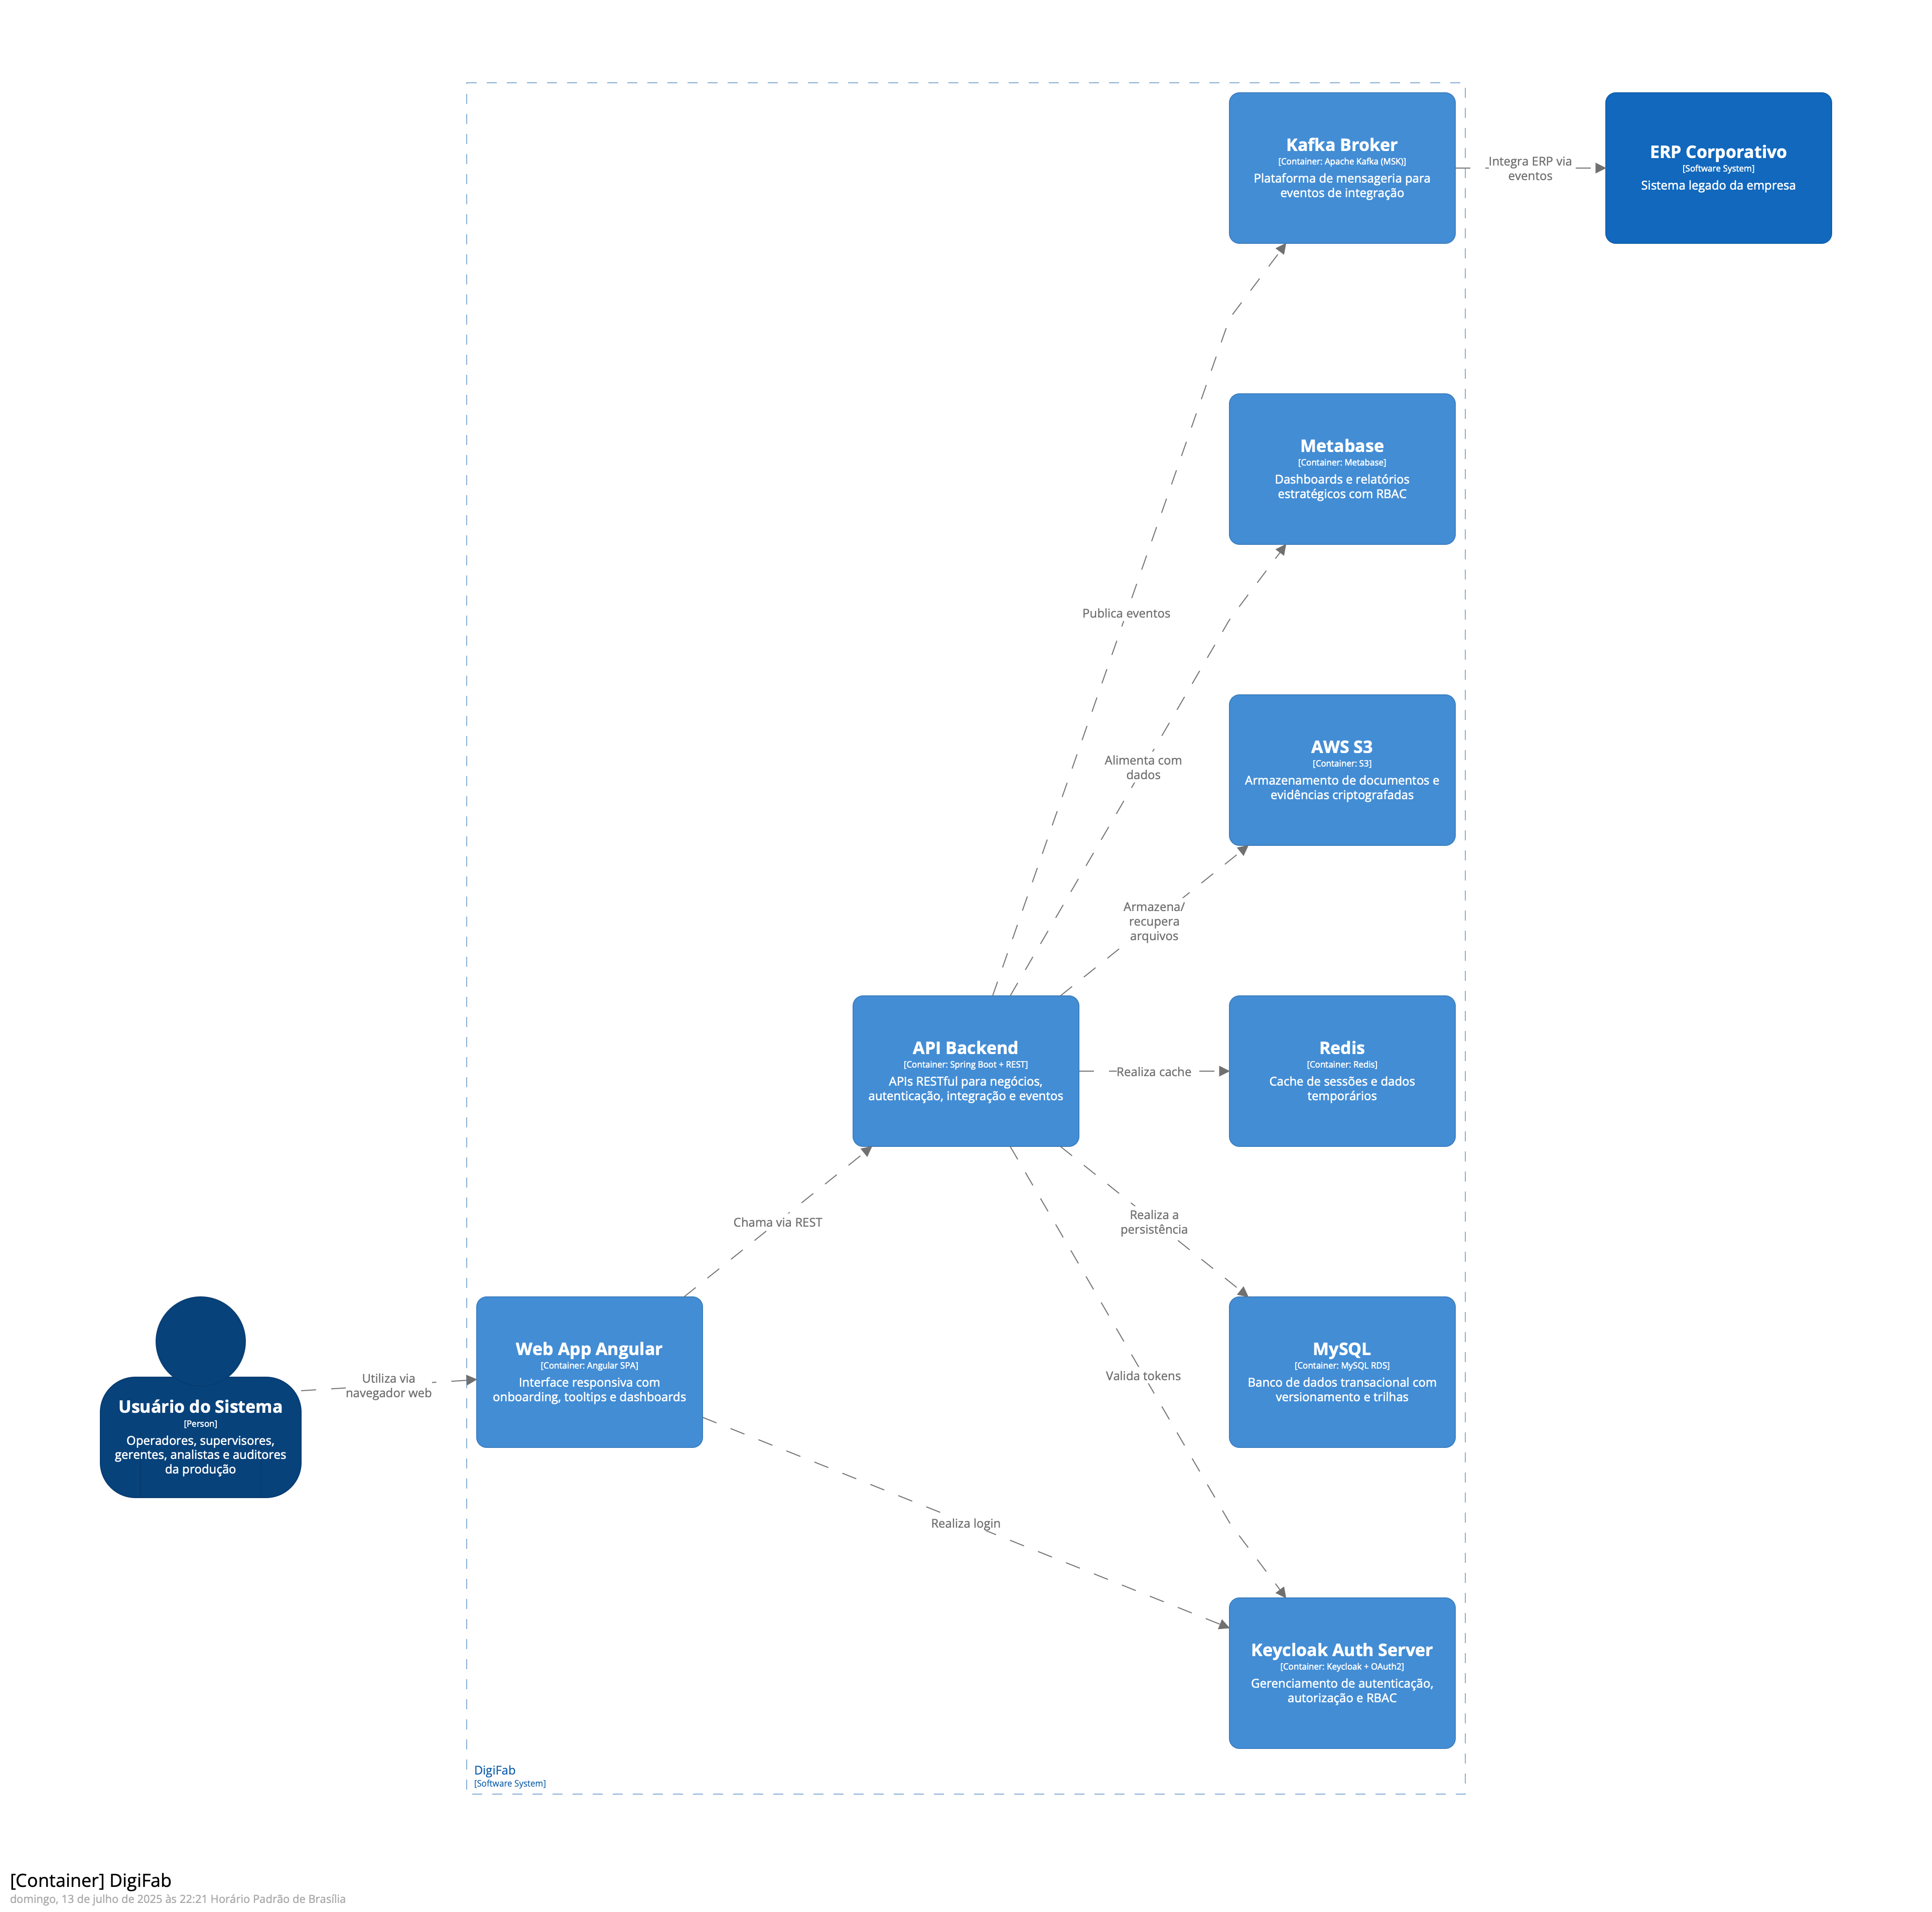 Kafka Broker
[Container: Apache Kafka (MSK)]
Plataforma de mensageria para
eventos de integração
Integra ERP via
eventos
ERP Corporativo
[Software System]
Sistema legado da empresa
Metabase
[Container: Metabase]
Dashboards e relatórios
estratégicos com RBAC
Publica eventos
Alimenta com
dados
AWS S3
[Container: S3]
Armazenamento de documentos e
evidências criptografadas
Armazena/
recupera
arquivos
API Backend
[Container: Spring Boot + REST]
APIs RESTful para negócios,
autenticação, integração e eventos
Realiza cache
Redis
[Container: Redis]
Cache de sessões e dados
temporários
Chama via REST
Realiza a
persistência
Usuário do Sistema
[Person]
Operadores, supervisores,
gerentes, analistas e auditores
da produção
Utiliza via
navegador web
Web App Angular
[Container: Angular SPA]
Interface responsiva com
onboarding, tooltips e dashboards
Valida tokens
MySQL
[Container: MySQL RDS]
Banco de dados transacional com
versionamento e trilhas
Realiza login
Keycloak Auth Server
[Container: Keycloak + OAuth2]
Gerenciamento de autenticação,
autorização e RBAC
DigiFab
[Software System]
[Container] DigiFab
domingo, 13 de julho de 2025 às 22:21 Horário Padrão de Brasília